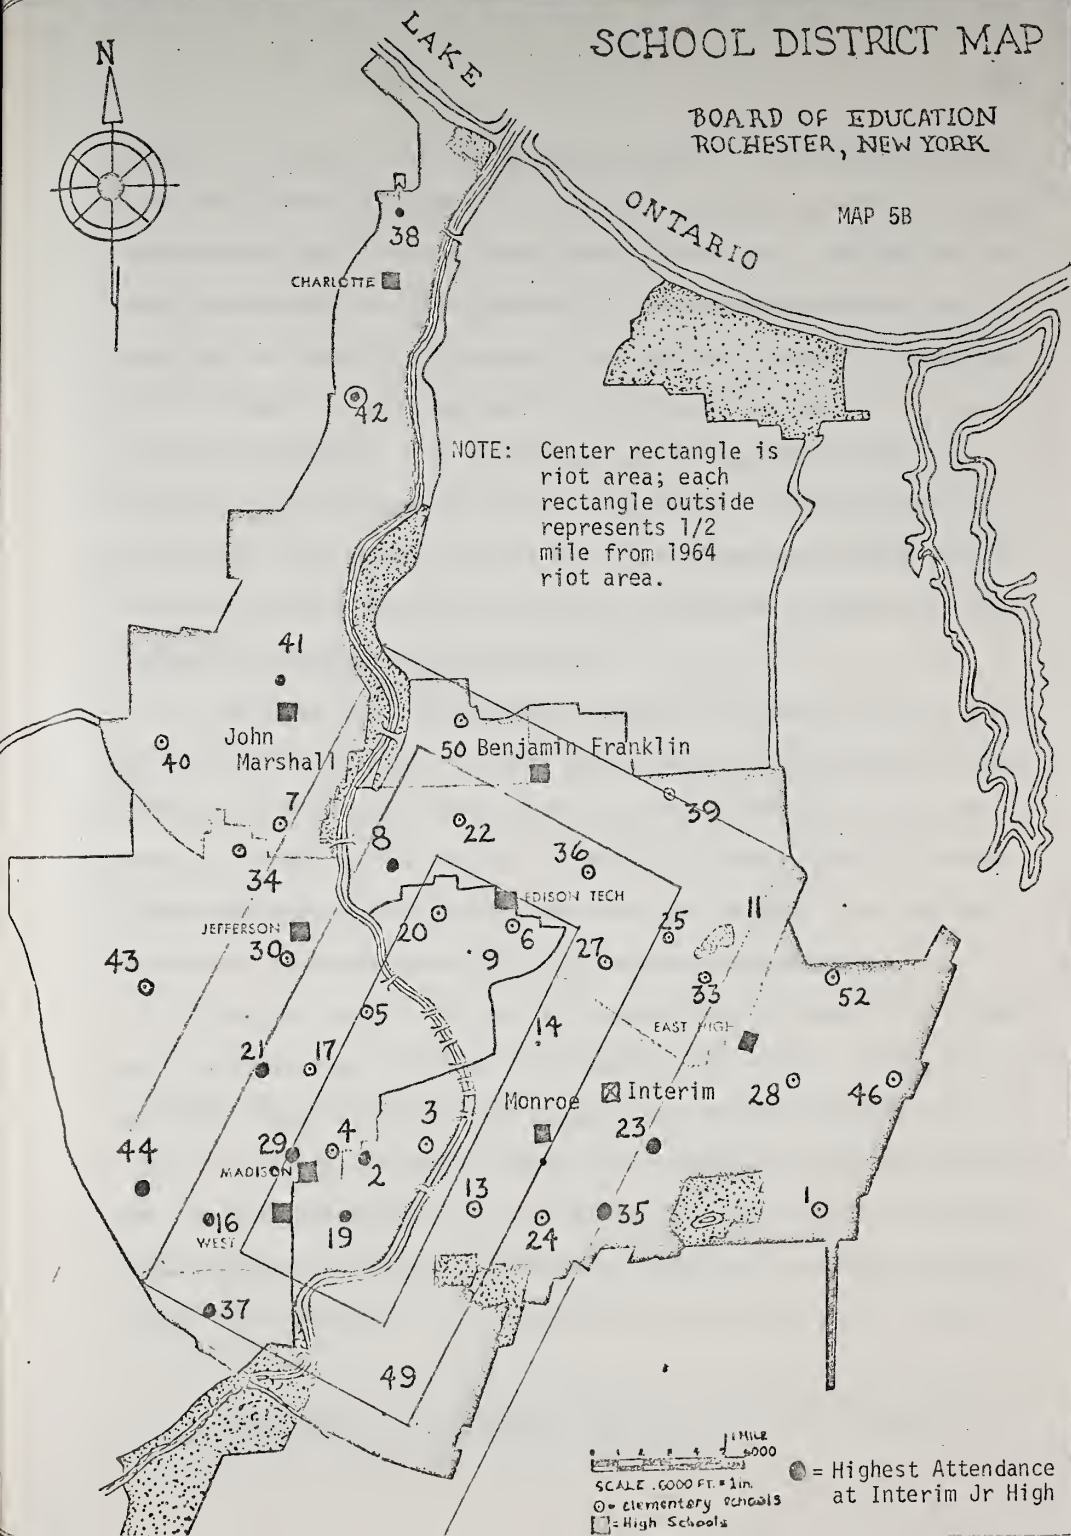 SCHOOL DISTRICT MAP
BOARD OF EDUCATION
ROCHESTER, NEW YORK
MAP 5B
N
LAKE
ONTARIO
38
CHARLOTTE
42
NOTE: Center rectangle is
riot area; each
rectangle outside
represents 1/2
mile from 1964
riot area.
41
John
Marshall
40
50 Benjamin Franklin
7
39
8
22
36
34
EDISON TECH
11
JEFFERSON
30
20
6
25
9
27
43
33
52
5
14
EAST HIGH
21
17
Monroe
Interim
28
46
3
23
44
29
4
MADISON
2
13
1
16
WEST
19
24
35
37
49
1 MILE
6000
SCALE .6000 FT. = 1in.
⊙= Elementary schools
□=High Schools
● = Highest Attendance
at Interim Jr High